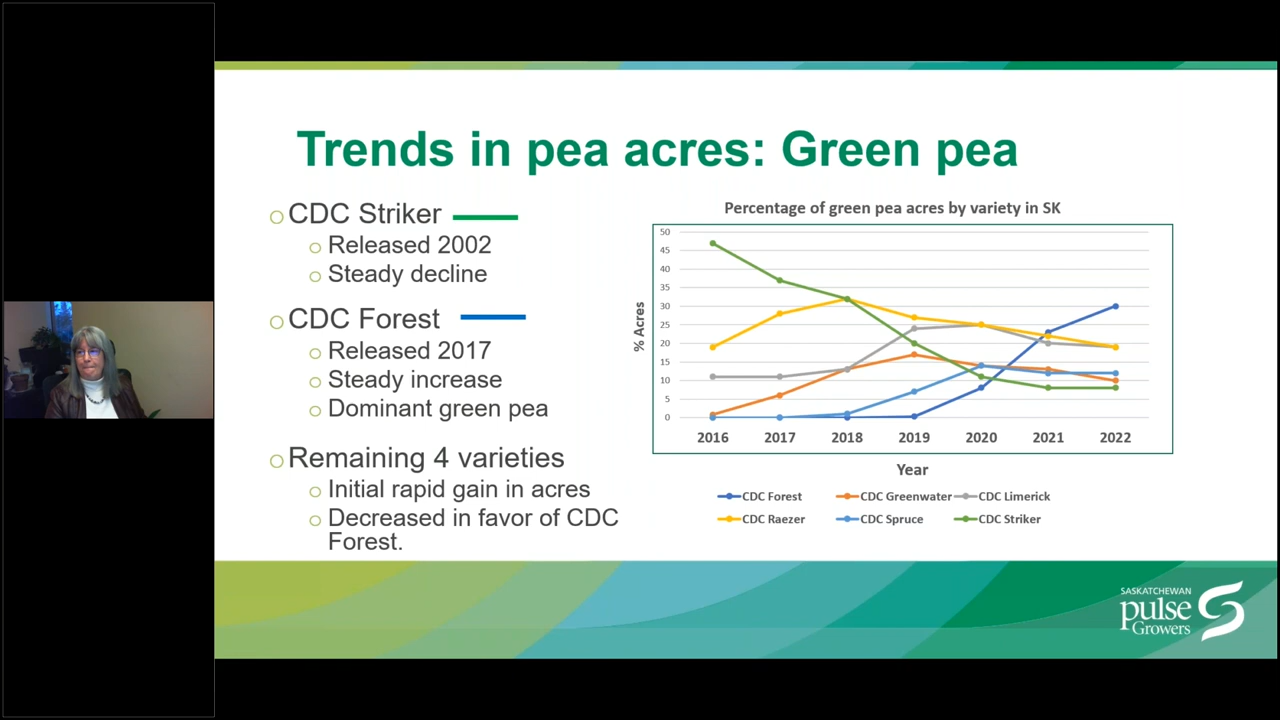 Trends in pea acres: Green pea
CDC Striker
Released 2002
Steady decline
CDC Forest
Released 2017
Steady increase
Dominant green pea
Remaining 4 varieties
Initial rapid gain in acres
Decreased in favor of CDC
Forest.
Percentage of green pea acres by variety in SK
50
45
40
35
30
25
20
15
10
5
0
% Acres
2016 2017 2018 2019 2020 2021 2022
Year
CDC Forest CDC Greenwater CDC Limerick
CDC Raezer CDC Spruce CDC Striker
SASKATCHEWAN
pulse
Growers